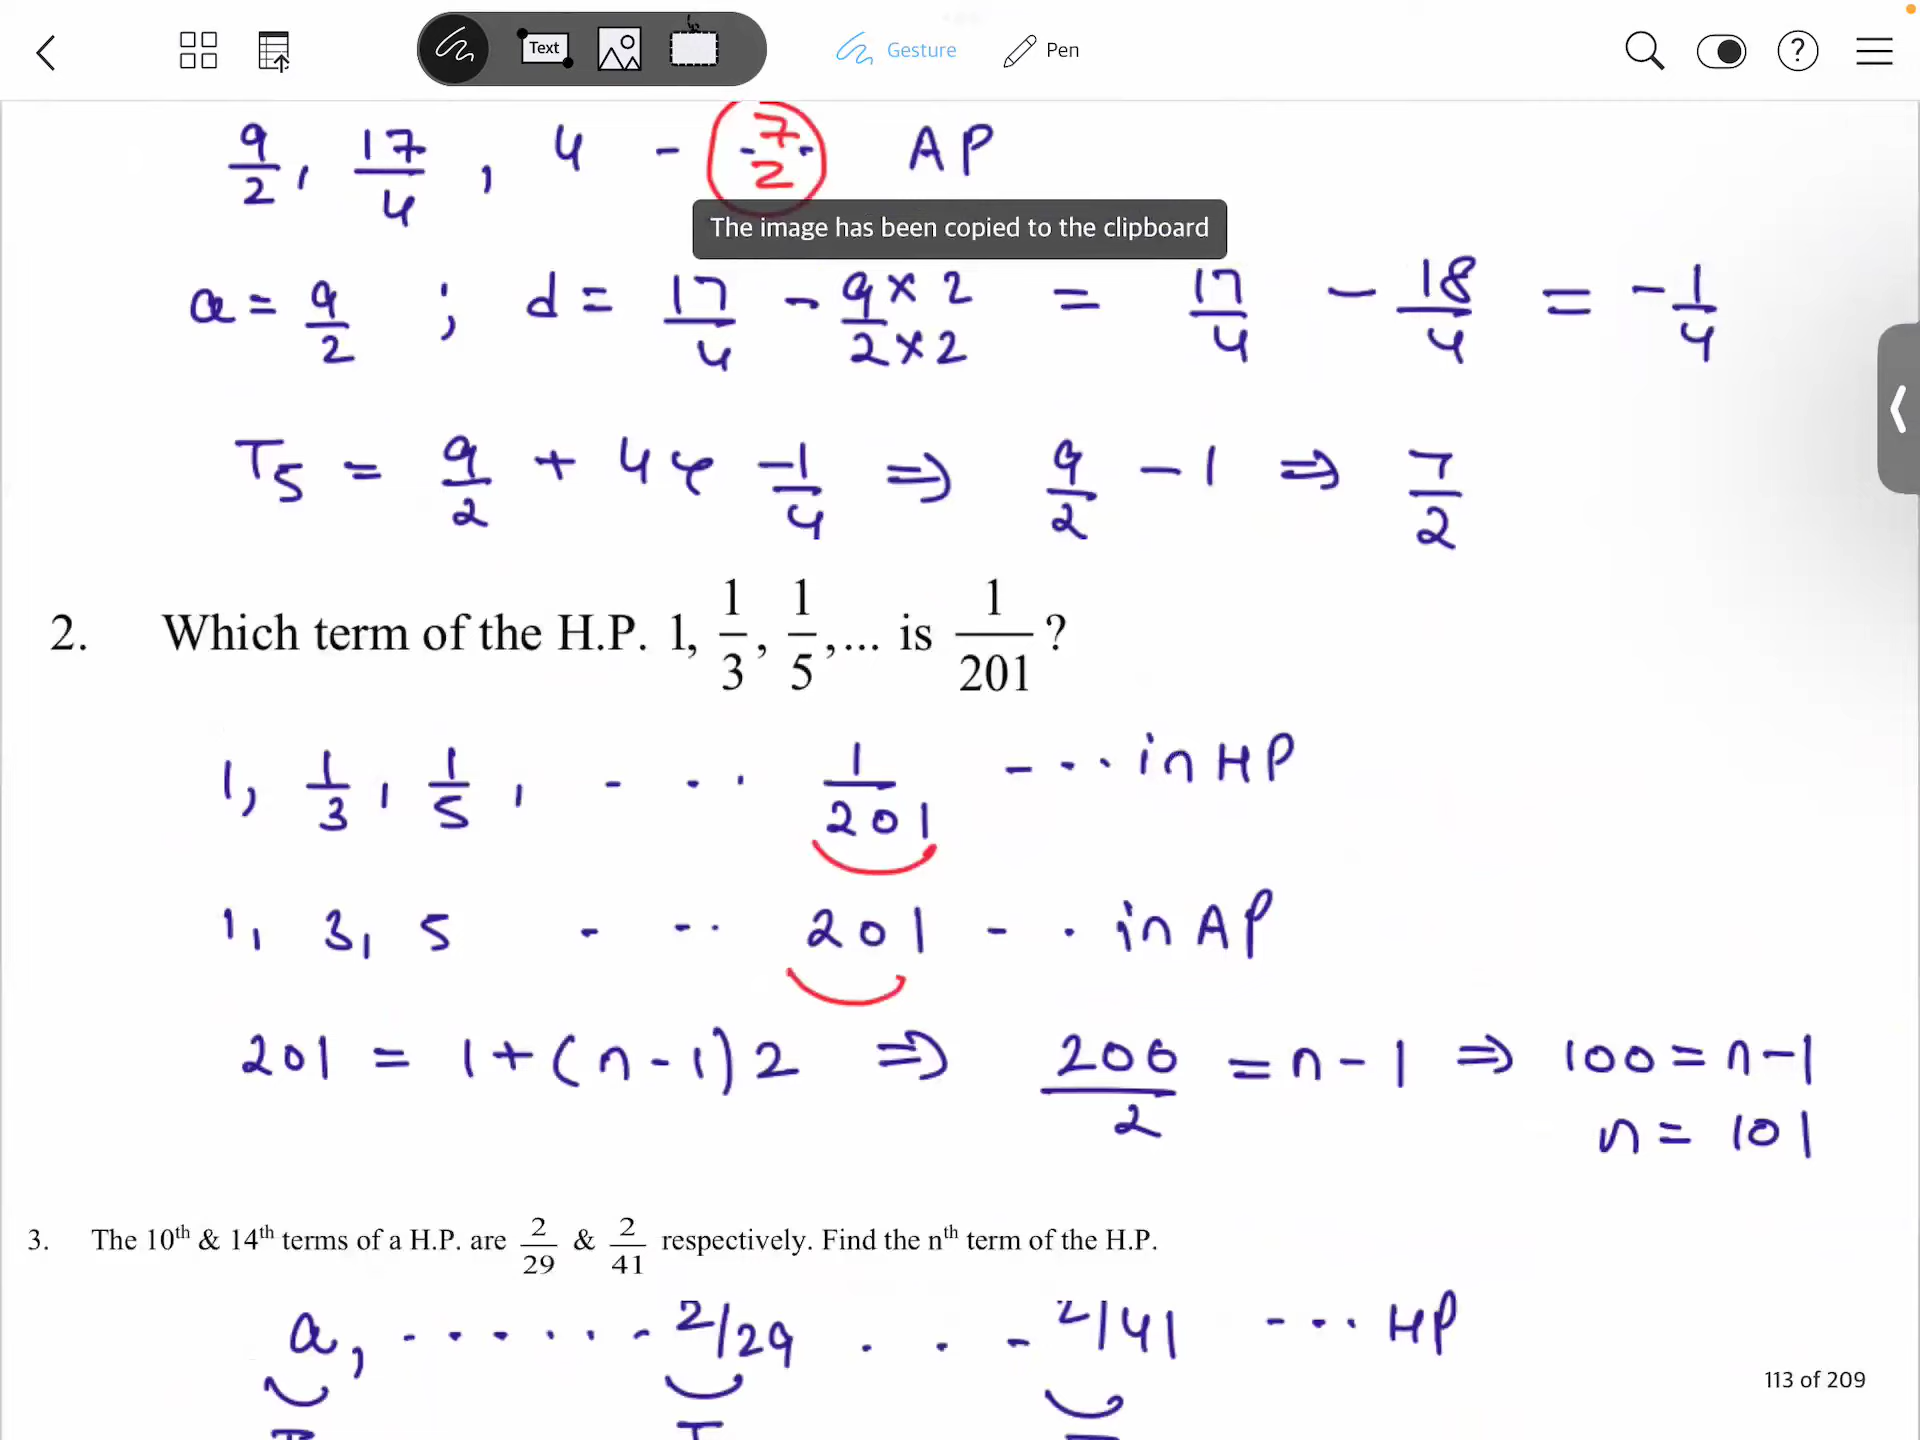 Text Gesture Pen
9/2, 17/4, 4 - - 7/2 - AP
The image has been copied to the clipboard
a = 9/2 ; d = 17/4 - 9×2/2×2 = 17/4 - 18/4 = -1/4
T5 = 9/2 + 4× -1/4 ⇒ 9/2 - 1 ⇒ 7/2
2. Which term of the H.P. 1, 1/3, 1/5,... is 1/201?
1, 1/3, 1/5, - - · 1/201 - - - · in HP
1, 3, 5 - - ·· 201 - - · in AP
201 = 1+(n-1)2 ⇒ 200/2 = n-1 ⇒ 100 = n-1
n = 101
3. The 10th & 14th terms of a H.P. are 2/29 & 2/41 respectively. Find the nth term of the H.P.
a, - - - - - - 2/29 . . - 2/41 - - - · HP
113 of 209